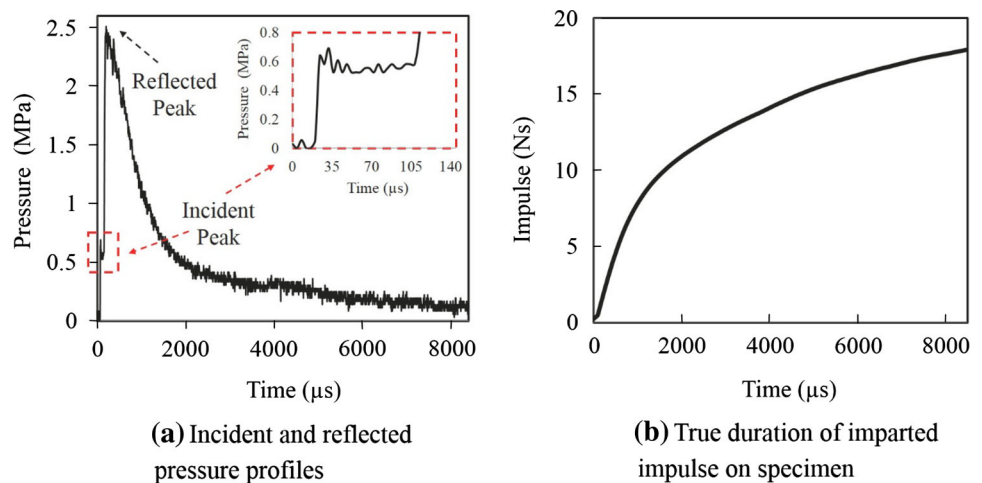 2.5
2
1.5
1
0.5
0
Pressure (MPa)
0 2000 4000 6000 8000
Time (µs)
Reflected
Peak
Incident
Peak
0.8
0.6
0.4
0.2
0
Pressure (MPa)
0 35 70 105 140
Time (µs)
(a) Incident and reflected
pressure profiles
20
15
10
5
0
Impulse (Ns)
0 2000 4000 6000 8000
Time (µs)
(b) True duration of imparted
impulse on specimen